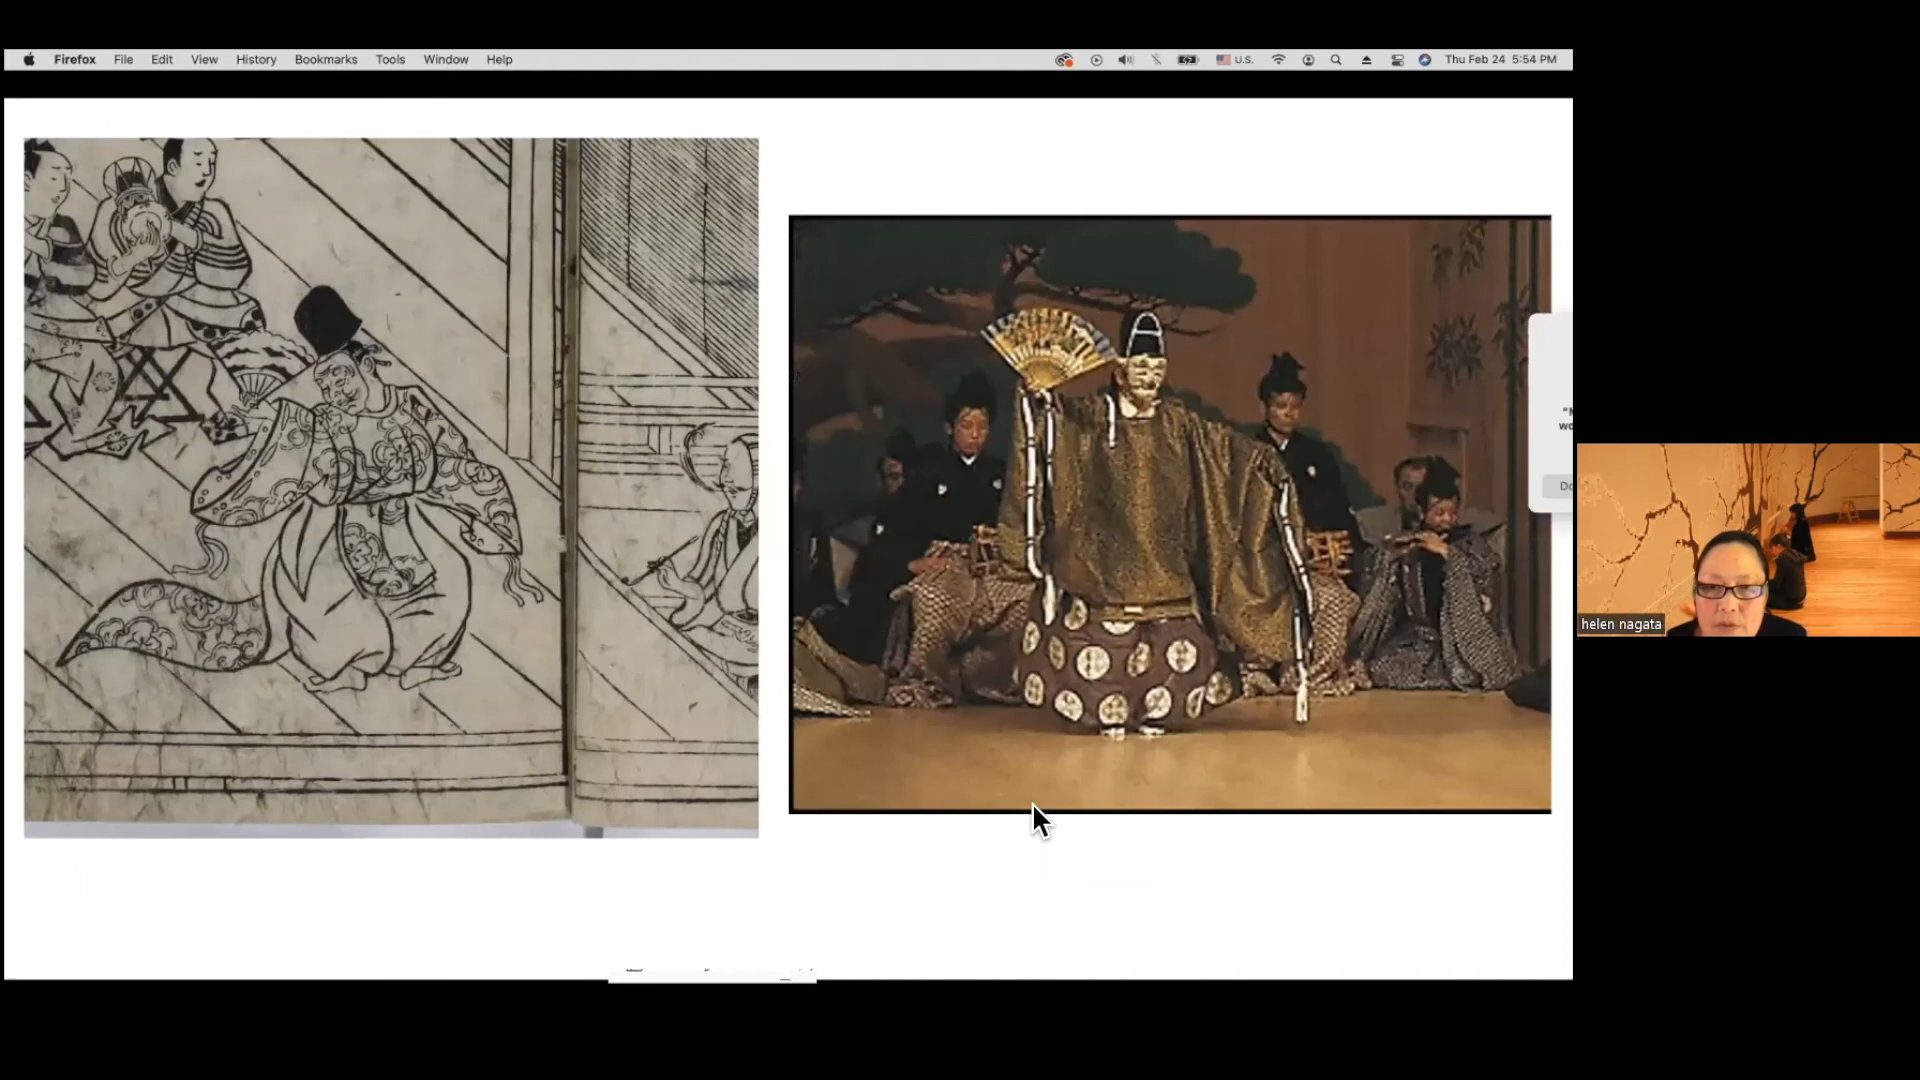 Firefox File Edit View History Bookmarks Tools Window Help U.S. Thu Feb 24 5:54 PM
helen nagata